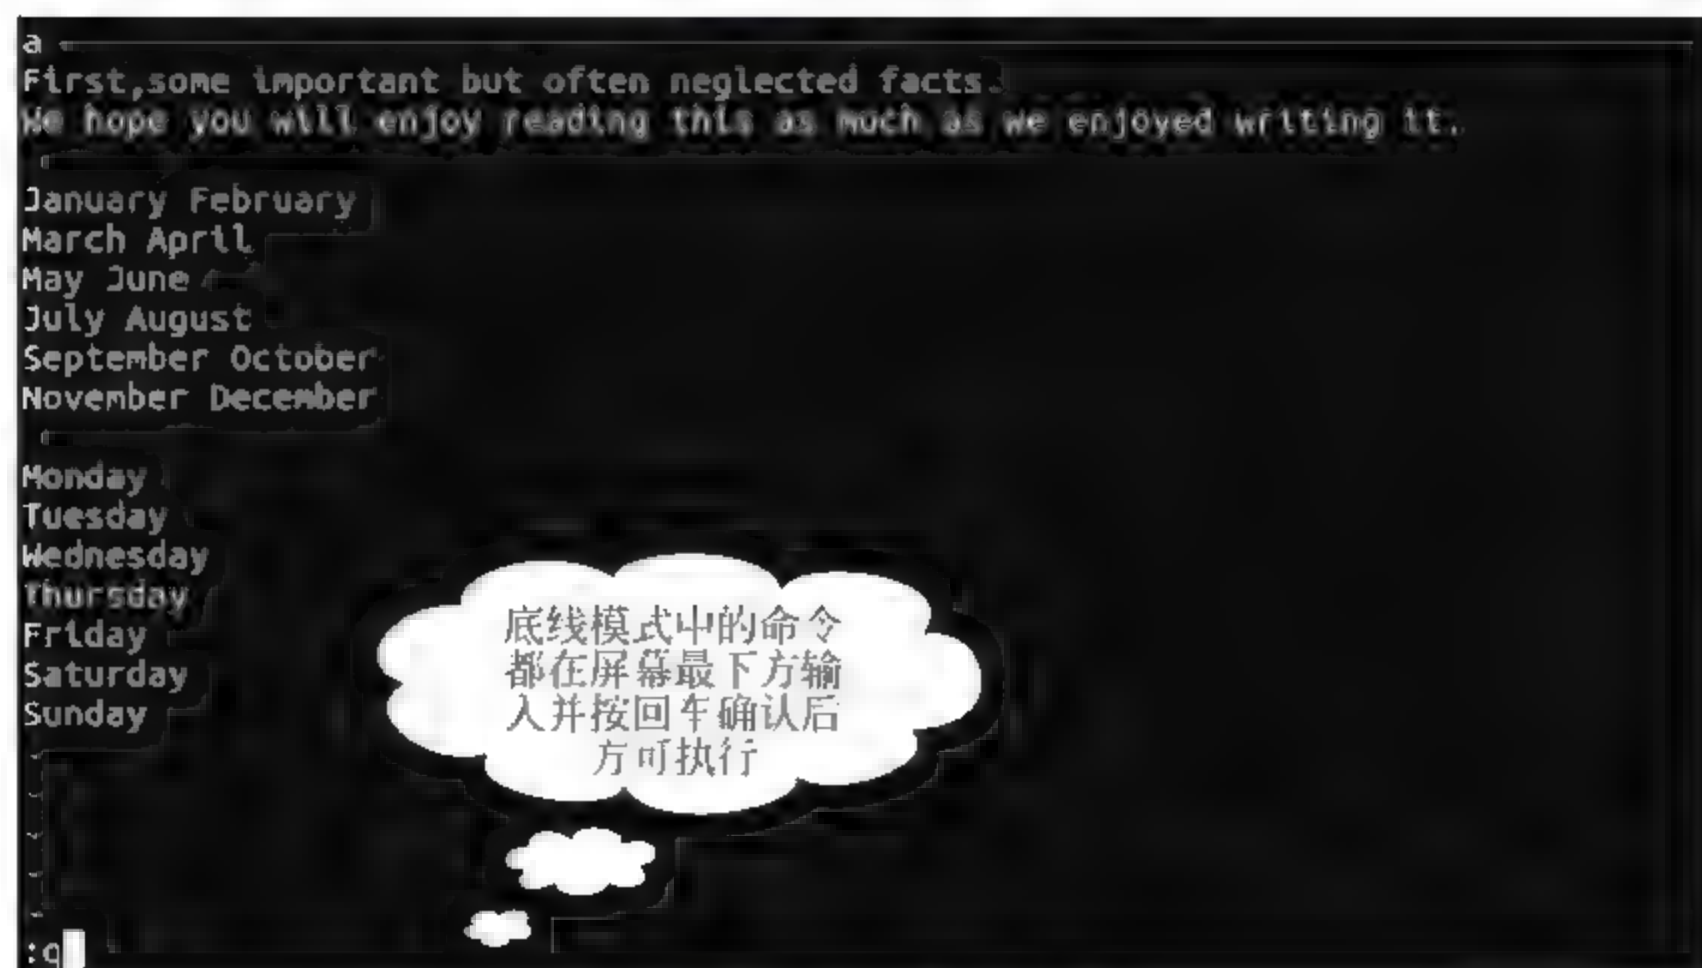 a
First,some important but often neglected facts.
We hope you will enjoy reading this as much as we enjoyed writing it.
January February
March April
May June
July August
September October
November December
Monday
Tuesday
Wednesday
Thursday
Friday
Saturday
Sunday
底线模式中的命令
都在屏幕最下方输
入并按回车确认后
方可执行
~
~
~
~
~
:q